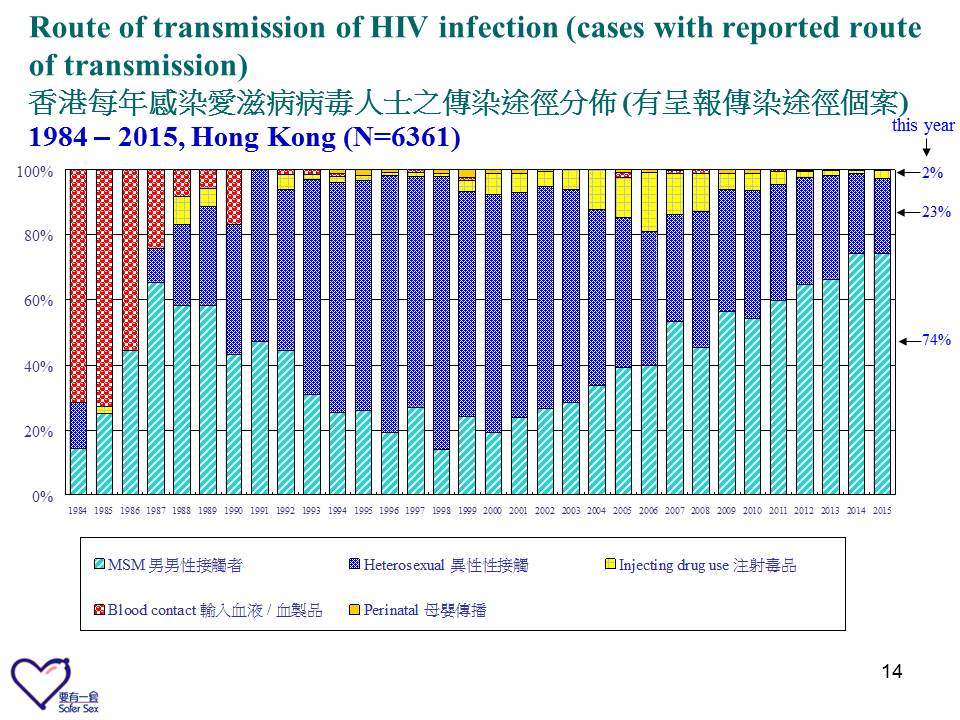 Route of transmission of HIV infection (cases with reported route
of transmission)
香港每年感染愛滋病病毒人士之傳染途徑分佈 (有呈報傳染途徑個案)
1984 – 2015, Hong Kong (N=6361)
this year
100%
2%
23%
80%
60%
74%
40%
20%
0%
1984 1985 1986 1987 1988 1989 1990 1991 1992 1993 1994 1995 1996 1997 1998 1999 2000 2001 2002 2003 2004 2005 2006 2007 2008 2009 2010 2011 2012 2013 2014 2015
MSM 男男性接觸者 Heterosexual 異性性接觸 Injecting drug use 注射毒品
Blood contact 輸入血液 / 血製品 Perinatal 母嬰傳播
14
要有一套
Safer Sex